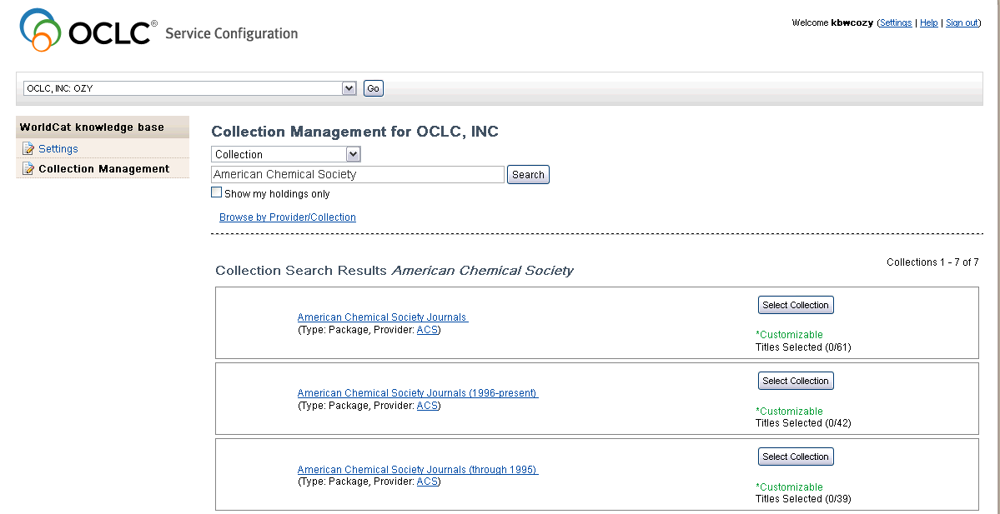 OCLC® Service Configuration
Welcome kbwcozy (Settings | Help | Sign out)
OCLC, INC: OZY Go
WorldCat knowledge base
Settings
Collection Management
Collection Management for OCLC, INC
Collection
American Chemical Society Search
Show my holdings only
Browse by Provider/Collection
Collections 1 - 7 of 7
Collection Search Results American Chemical Society
Select Collection
American Chemical Society Journals
(Type: Package, Provider: ACS)
*Customizable
Titles Selected (0/61)
Select Collection
American Chemical Society Journals (1996-present)
(Type: Package, Provider: ACS)
*Customizable
Titles Selected (0/42)
Select Collection
American Chemical Society Journals (through 1995)
(Type: Package, Provider: ACS)
*Customizable
Titles Selected (0/39)